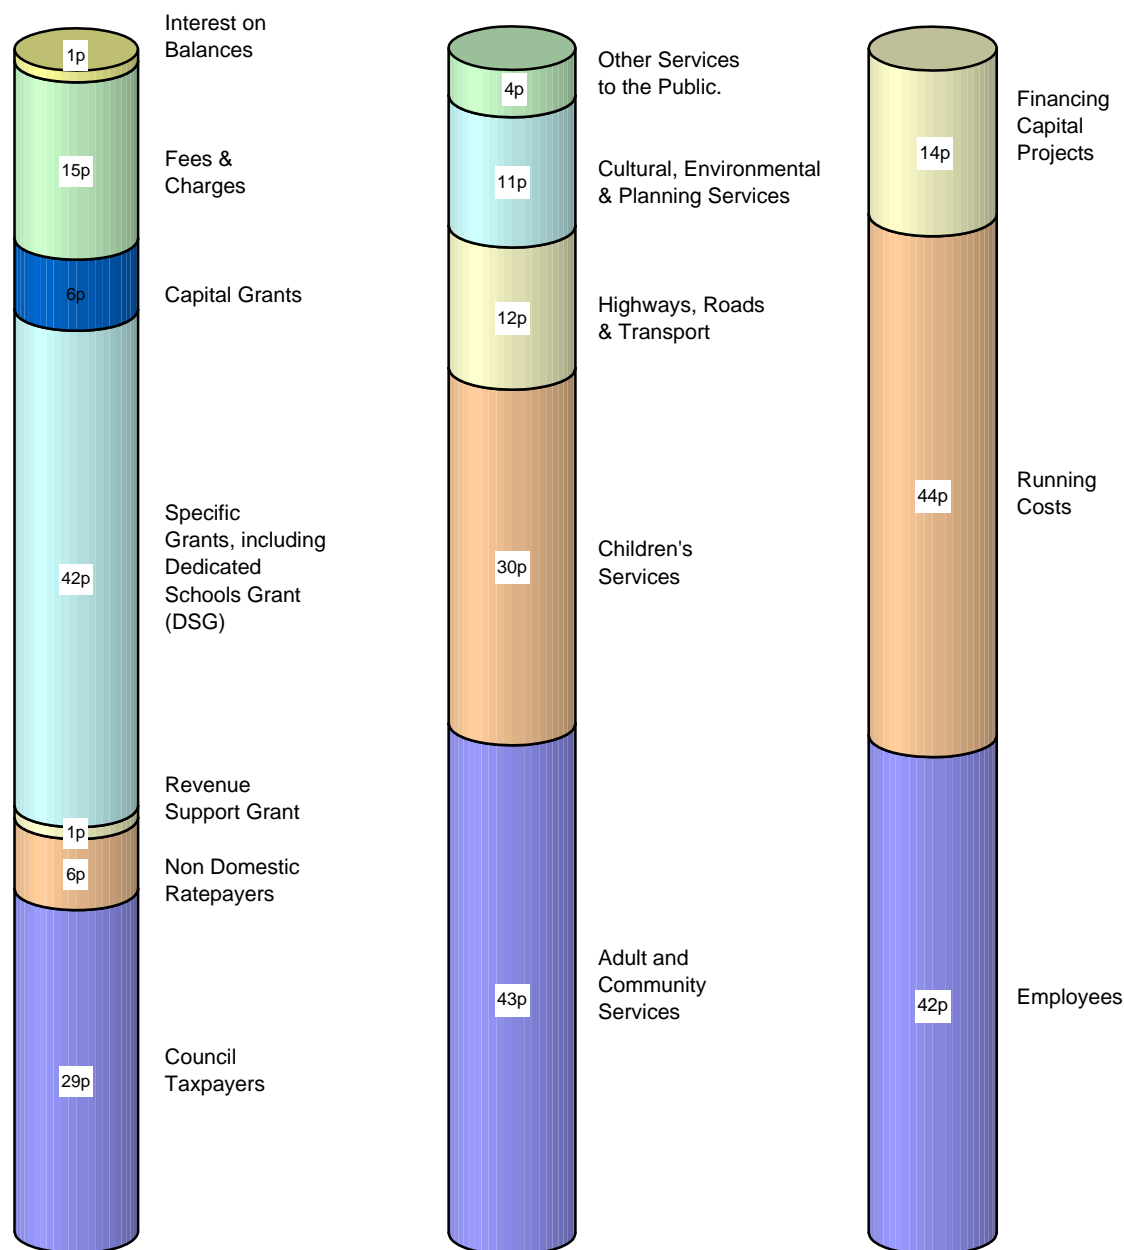 Interest on
Balances
1p
15p
Fees &
Charges
6p
Capital Grants
42p
Specific
Grants, including
Dedicated
Schools Grant
(DSG)
Revenue
Support Grant
1p
6p
Non Domestic
Ratepayers
29p
Council
Taxpayers
4p
Other Services
to the Public.
11p
Cultural, Environmental
& Planning Services
12p
Highways, Roads
& Transport
30p
Children's
Services
43p
Adult and
Community
Services
14p
Financing
Capital
Projects
44p
Running
Costs
42p
Employees